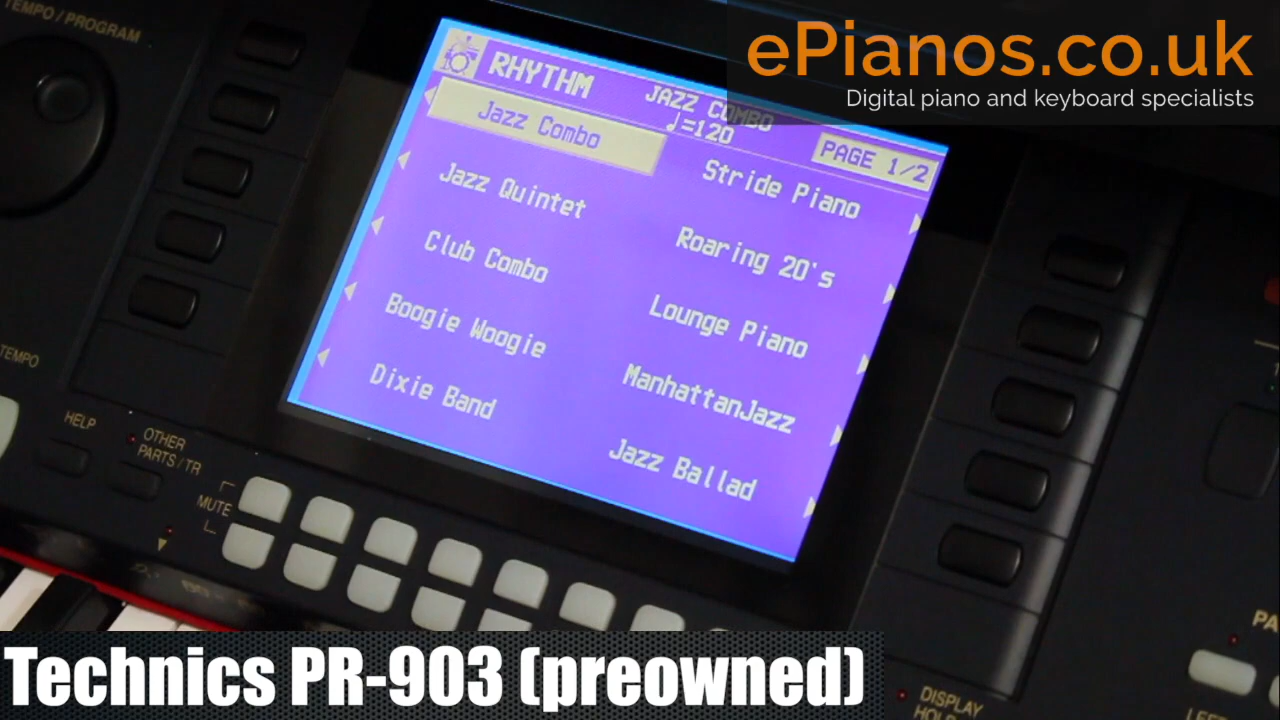 TEMPO / PROGRAM
ePianos.co.uk
Digital piano and keyboard specialists
RHYTHM
JAZZ COMBO
♩=120
PAGE 1/2
Jazz Combo
Stride Piano
Jazz Quintet
Roaring 20's
Club Combo
Lounge Piano
Boogie Woogie
ManhattanJazz
Dixie Band
Jazz Ballad
TEMPO
HELP
OTHER
PARTS/TR
MUTE
DISPLAY
Technics PR-903 (preowned)